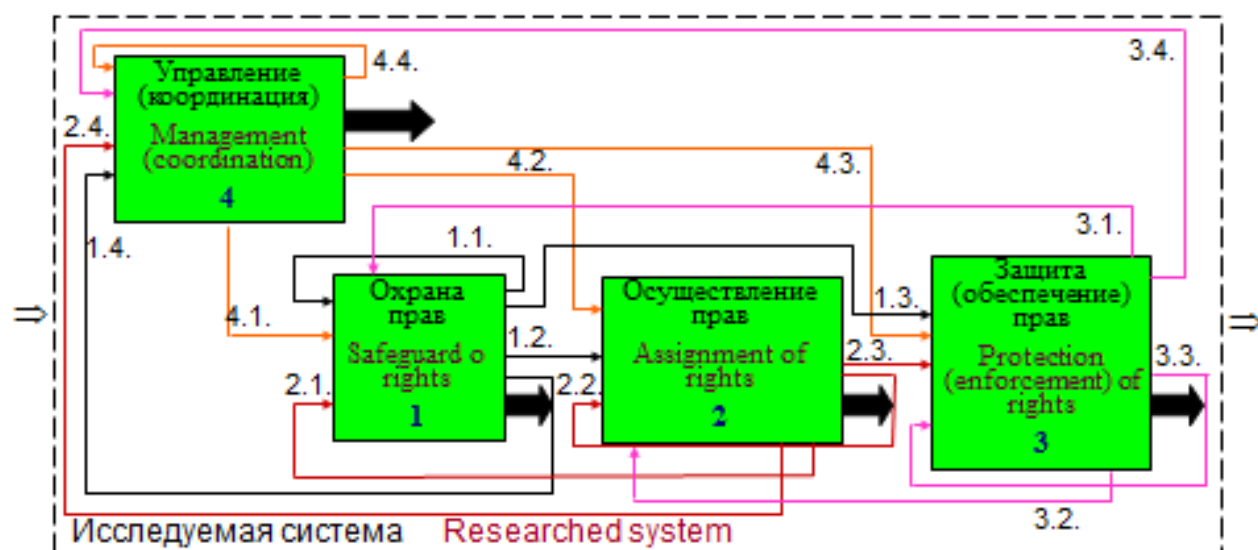 3.4.
4.4.
Управление
(координация)
Management
(coordination)
4
2.4.
4.2.
4.3.
3.1.
1.4.
1.1.
4.1.
Охрана
прав
Safeguard o
rights
1
1.2.
2.1.
Осуществление
прав
Assignment of
rights
2
2.2.
1.3.
2.3.
Защита
(обеспечение)
прав
Protection
(enforcement) of
rights
3
3.3.
3.2.
Исследуемая система Researched system
⇒
⇒